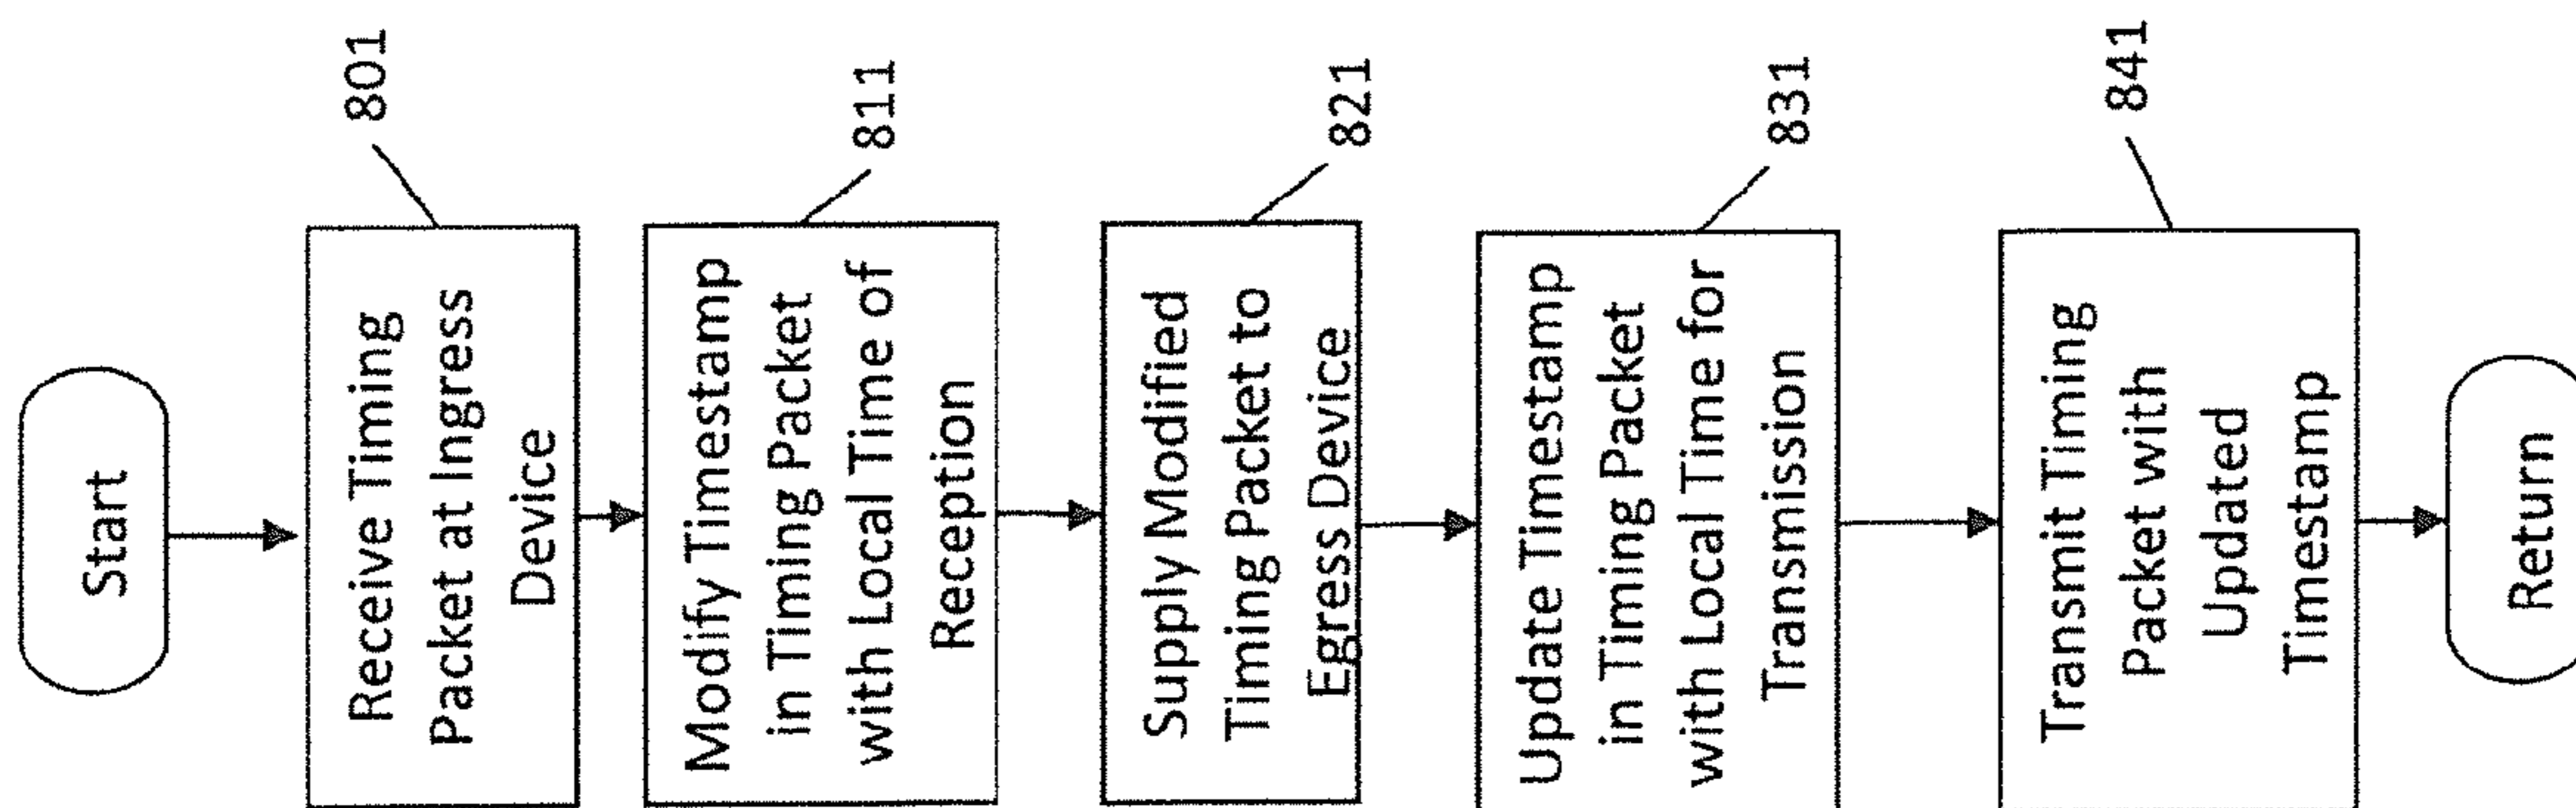 Start
801
Receive Timing
Packet at Ingress
Device
811
Modify Timestamp
in Timing Packet
with Local Time of
Reception
821
Supply Modified
Timing Packet to
Egress Device
831
Update Timestamp
in Timing Packet
with Local Time for
Transmission
841
Transmit Timing
Packet with
Updated
Timestamp
Return